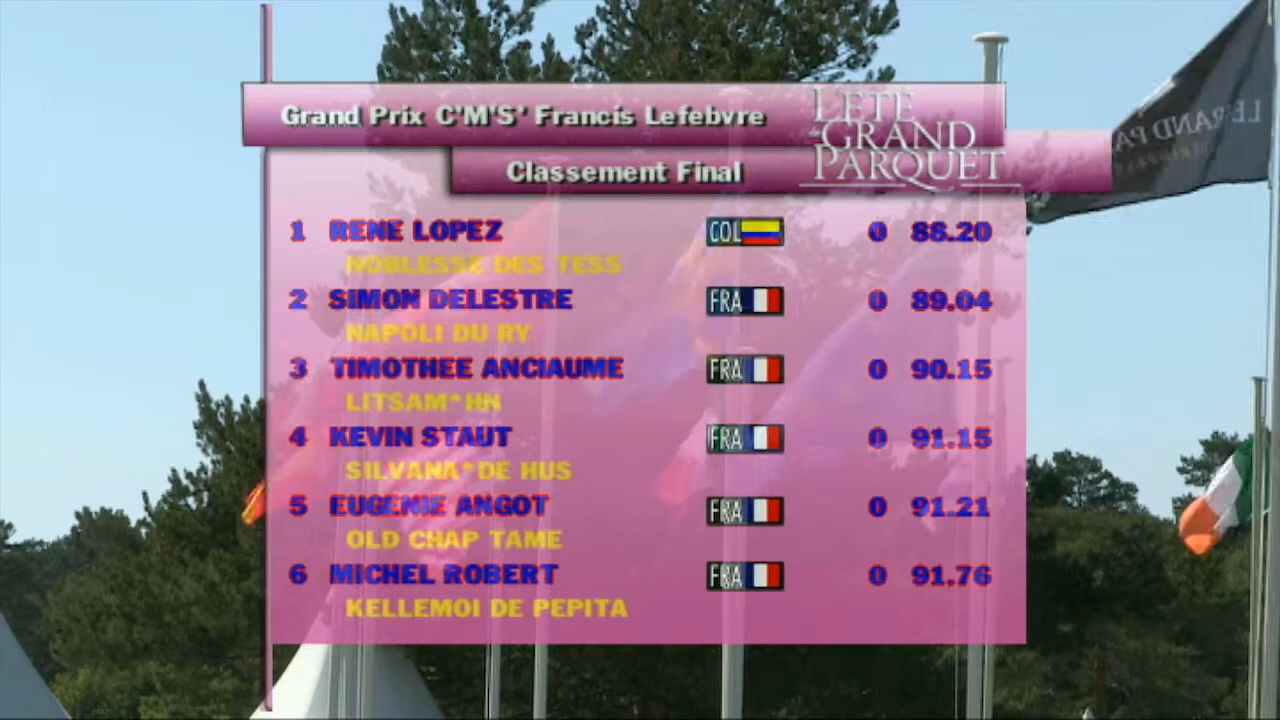 Grand Prix C'M'S' Francis Lefebvre
L'ETE
du GRAND
PARQUET
Classement Final
1 RENE LOPEZ COL 0 88.20
NOBLESSE DES TESS
2 SIMON DELESTRE FRA 0 89.04
NAPOLI DU RY
3 TIMOTHEE ANCIAUME FRA 0 90.15
LITSAM*HN
4 KEVIN STAUT FRA 0 91.15
SILVANA*DE HUS
5 EUGENIE ANGOT FRA 0 91.21
OLD CHAP TAME
6 MICHEL ROBERT FRA 0 91.76
KELLEMOI DE PEPITA